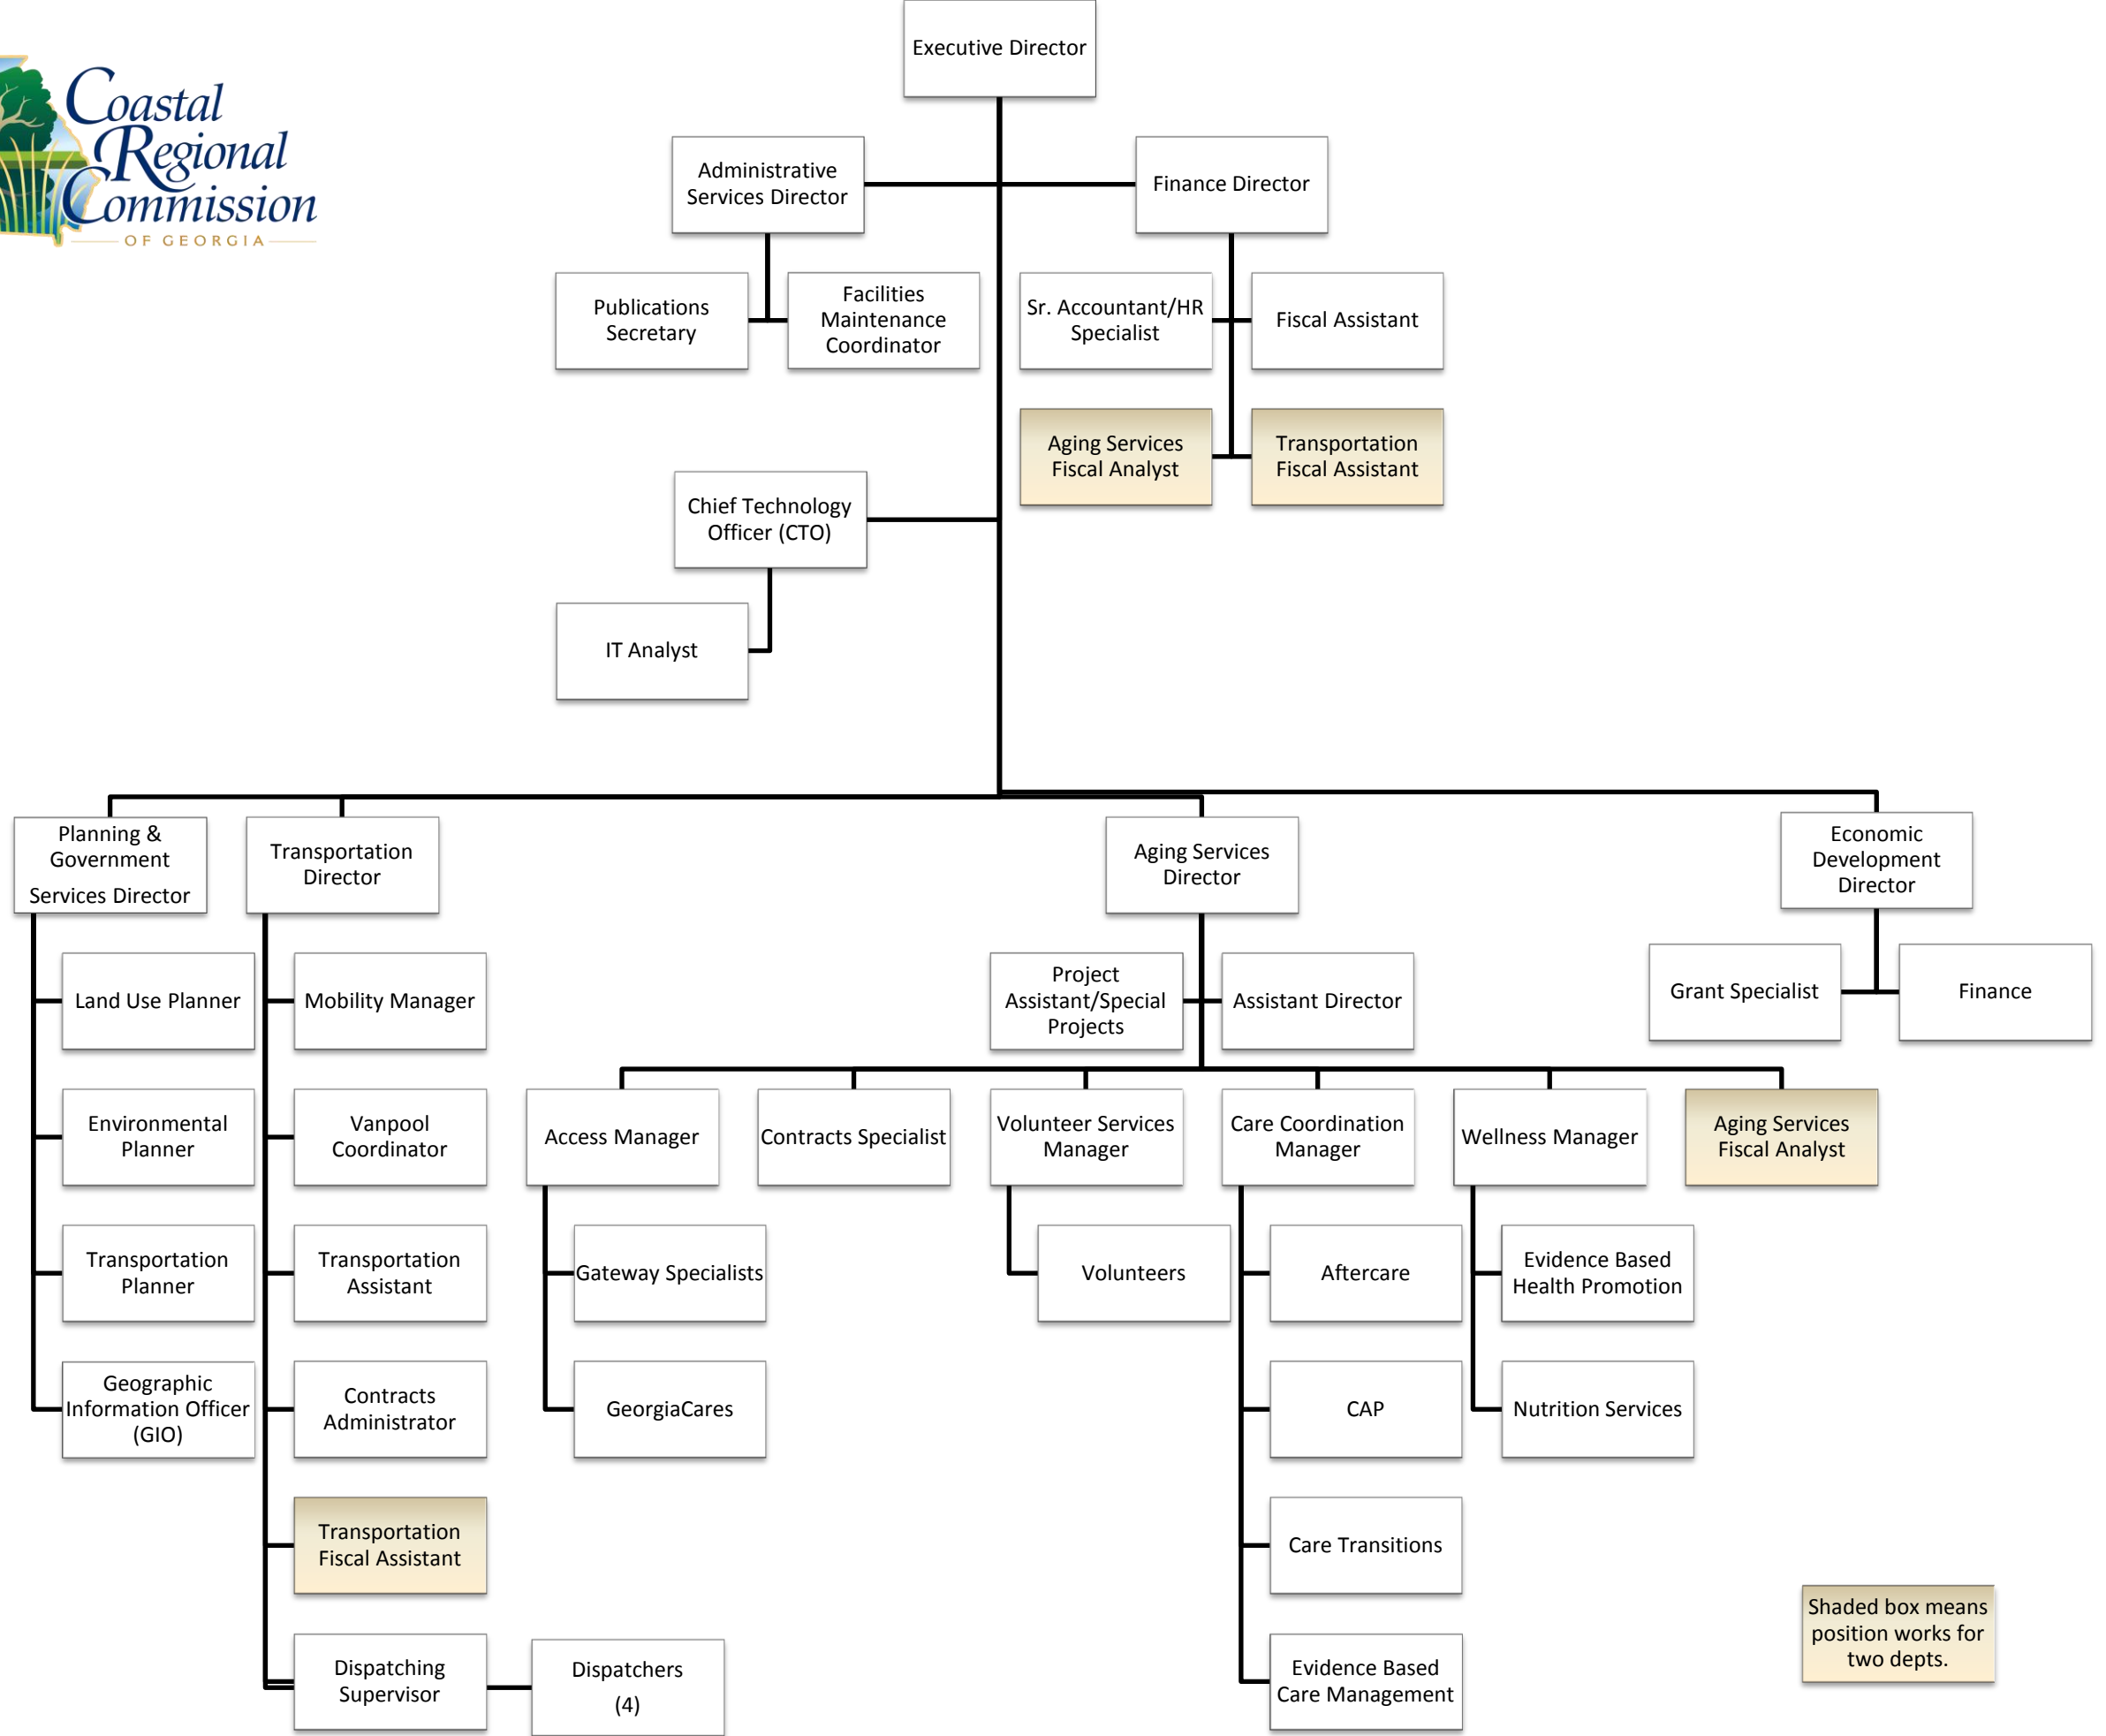 Coastal
Regional
Commission
OF GEORGIA
Executive Director
Administrative
Services Director
Finance Director
Publications
Secretary
Facilities
Maintenance
Coordinator
Sr. Accountant/HR
Specialist
Fiscal Assistant
Aging Services
Fiscal Analyst
Transportation
Fiscal Assistant
Chief Technology
Officer (CTO)
IT Analyst
Planning &
Government
Services Director
Transportation
Director
Aging Services
Director
Economic
Development
Director
Land Use Planner
Mobility Manager
Project
Assistant/Special
Projects
Assistant Director
Grant Specialist
Finance
Environmental
Planner
Vanpool
Coordinator
Access Manager
Contracts Specialist
Volunteer Services
Manager
Care Coordination
Manager
Wellness Manager
Aging Services
Fiscal Analyst
Transportation
Planner
Transportation
Assistant
Gateway Specialists
Volunteers
Aftercare
Evidence Based
Health Promotion
Geographic
Information Officer
(GIO)
Contracts
Administrator
GeorgiaCares
CAP
Nutrition Services
Transportation
Fiscal Assistant
Care Transitions
Dispatching
Supervisor
Dispatchers
(4)
Evidence Based
Care Management
Shaded box means
position works for
two depts.